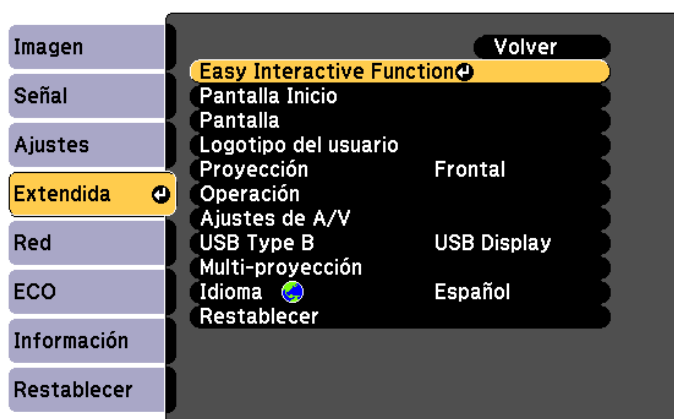 Imagen
Señal
Ajustes
Extendida
Red
ECO
Información
Restablecer
Volver
Easy Interactive Function
Pantalla Inicio
Pantalla
Logotipo del usuario
Proyección Frontal
Operación
Ajustes de A/V
USB Type B USB Display
Multi-proyección
Idioma Español
Restablecer